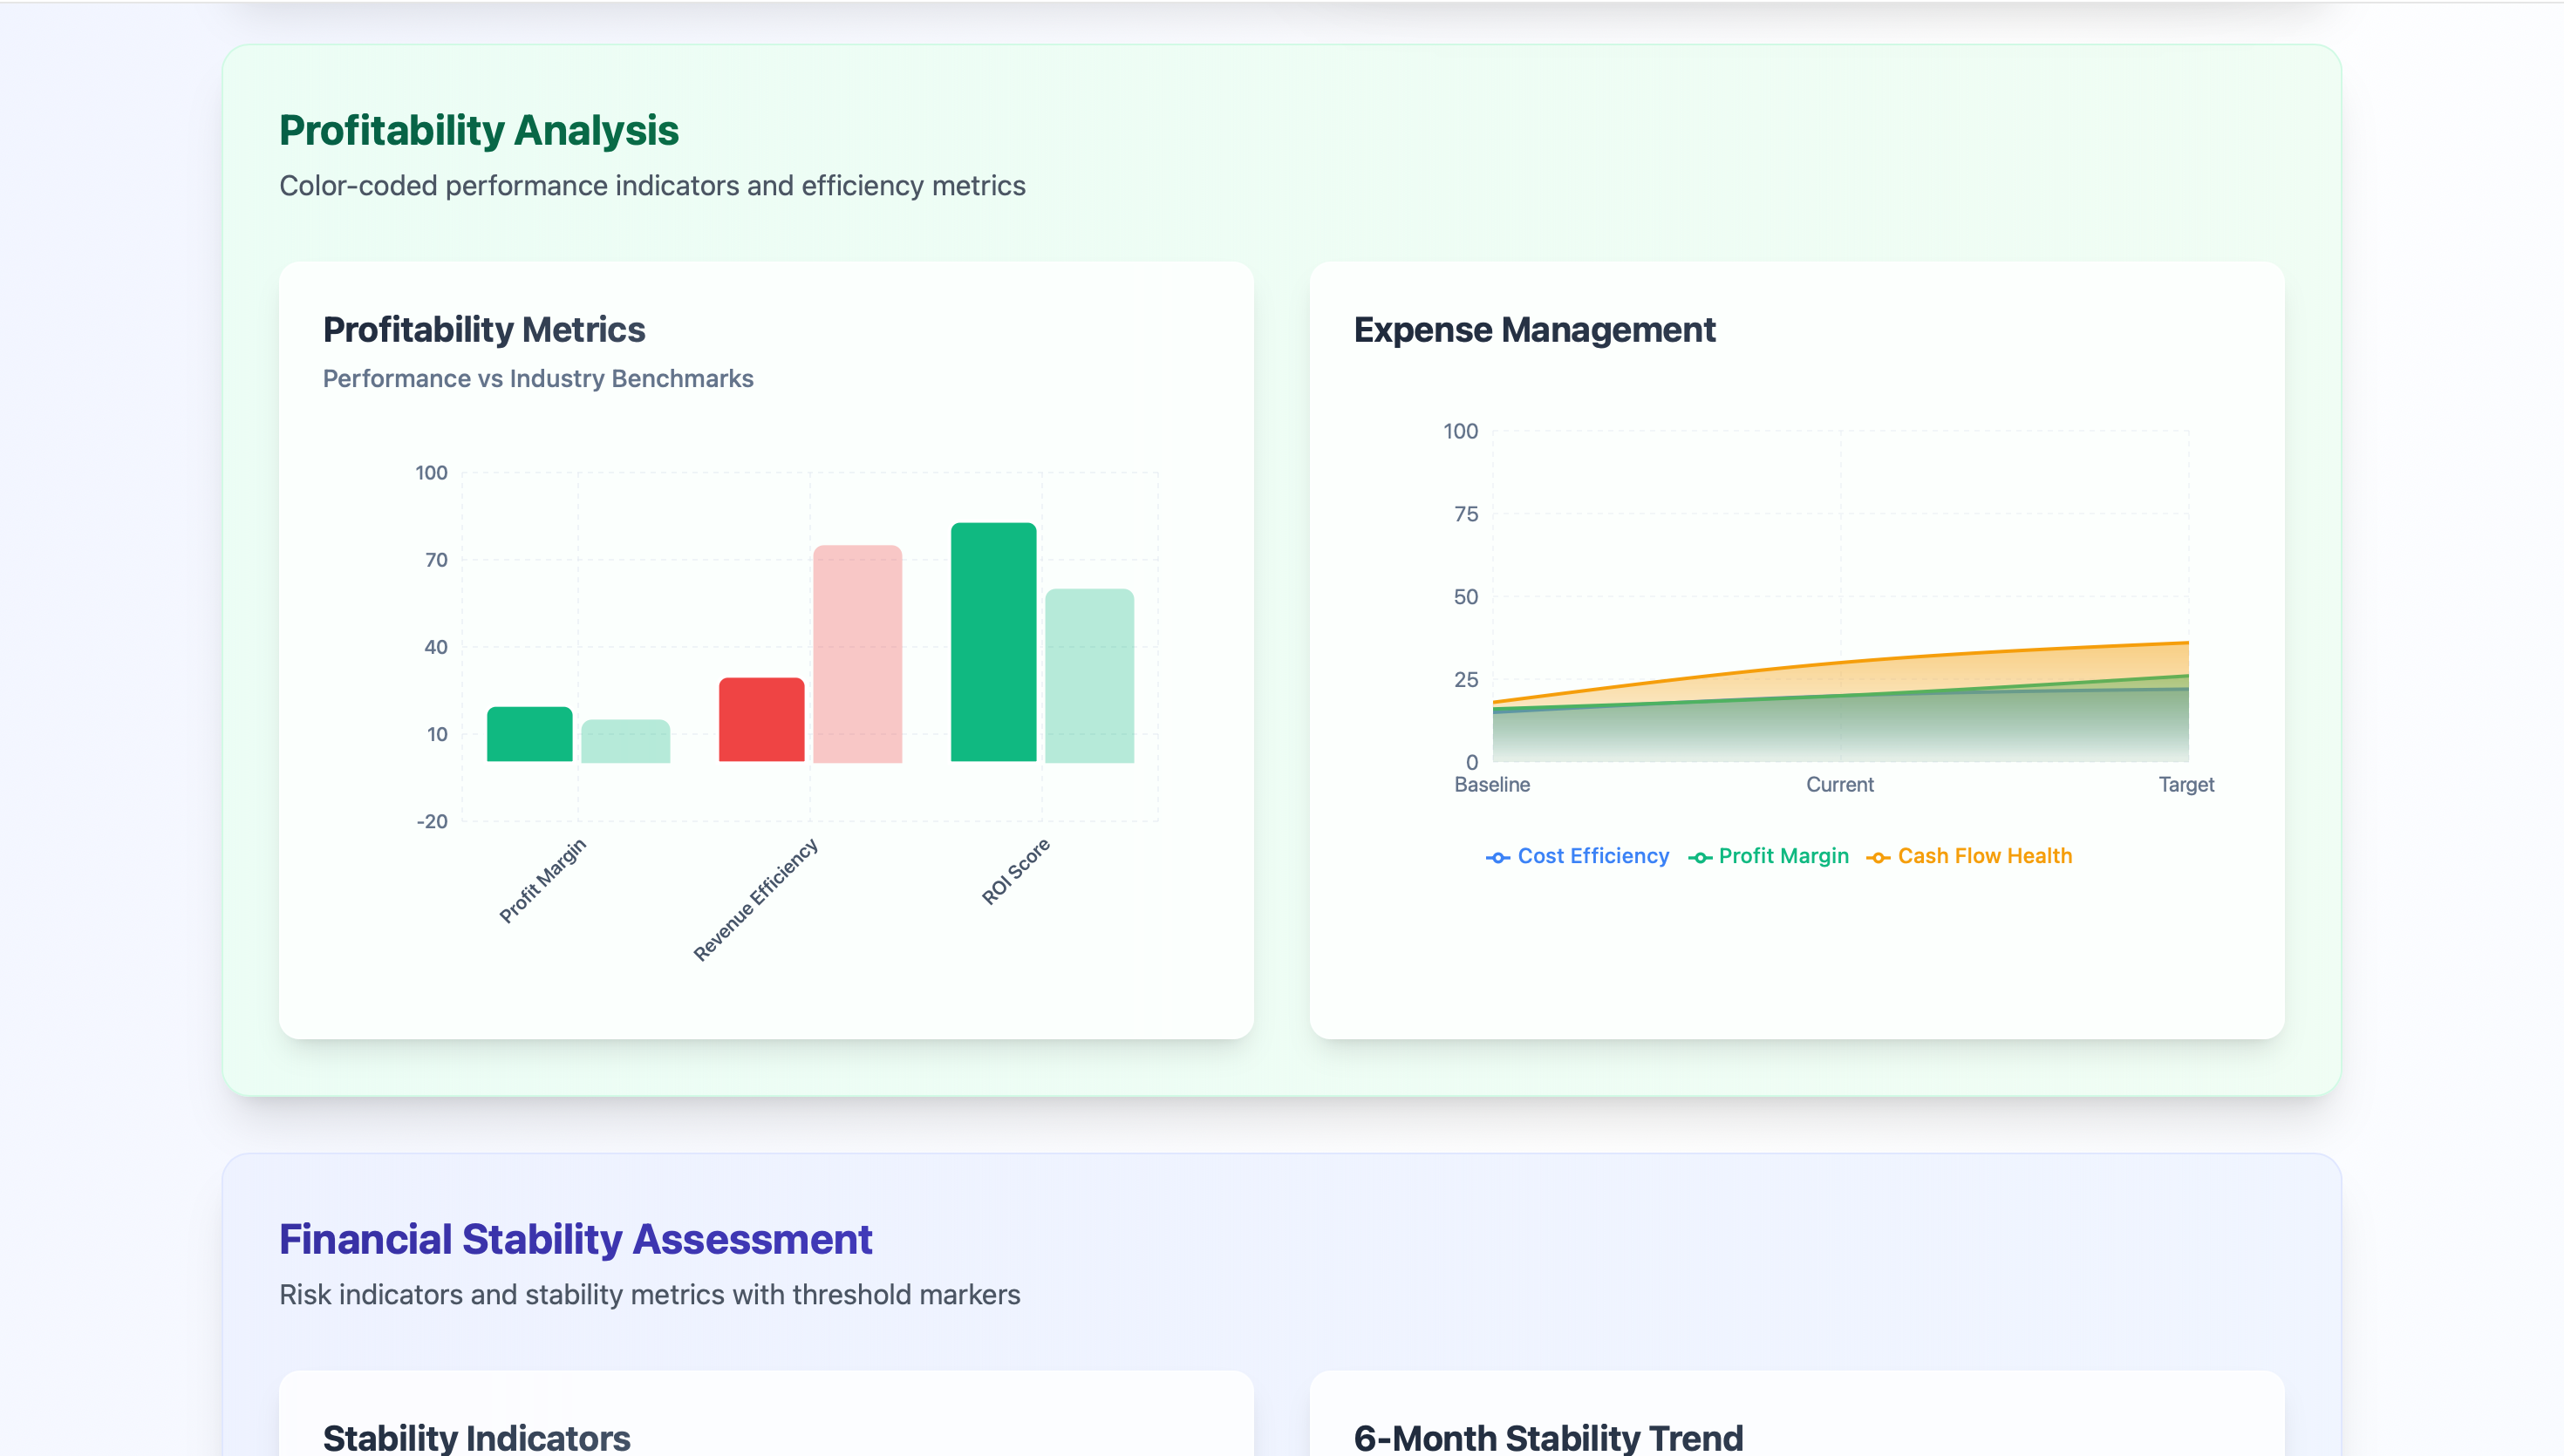 Profitability Analysis
Color-coded performance indicators and efficiency metrics
Profitability Metrics
Performance vs Industry Benchmarks
100
70
40
10
-20
Profit Margin
Revenue Efficiency
ROI Score
Expense Management
100
75
50
25
0
Baseline Current Target
Cost Efficiency Profit Margin Cash Flow Health
Financial Stability Assessment
Risk indicators and stability metrics with threshold markers
Stability Indicators
6-Month Stability Trend